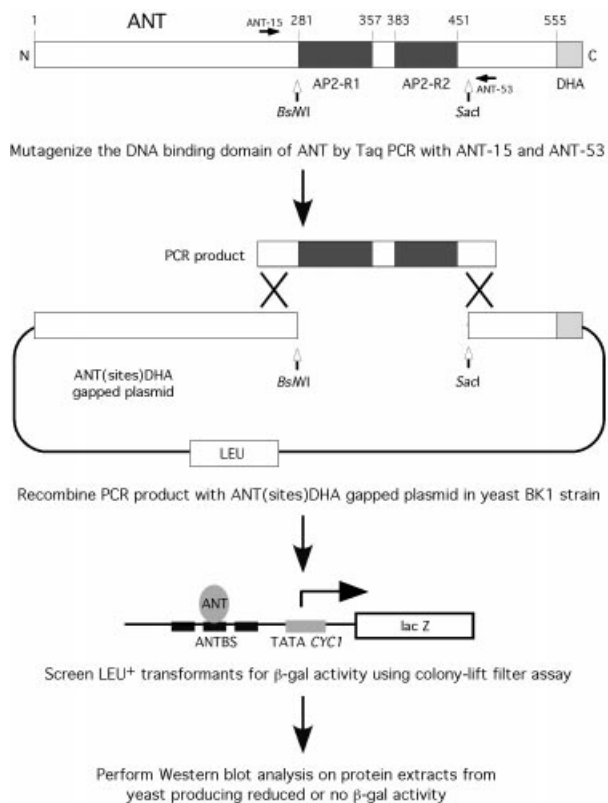 1 ANT ANT-15 281 357 383 451 555
N C
AP2-R1 AP2-R2 ANT-53 DHA
BsiWI SacI
Mutagenize the DNA binding domain of ANT by Taq PCR with ANT-15 and ANT-53
PCR product
ANT(sites)DHA
gapped plasmid
BsiWI SacI
LEU
Recombine PCR product with ANT(sites)DHA gapped plasmid in yeast BK1 strain
ANT
ANTBS TATA CYC1 lac Z
Screen LEU+ transformants for β-gal activity using colony-lift filter assay
Perform Western blot analysis on protein extracts from
yeast producing reduced or no β-gal activity